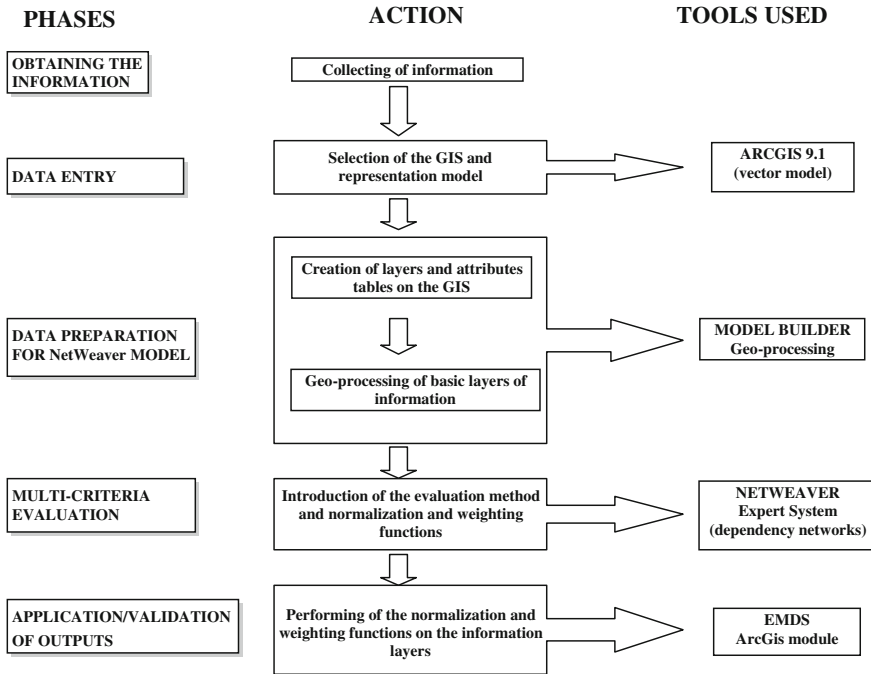 PHASES
ACTION
TOOLS USED
OBTAINING THE
INFORMATION
Collecting of information
DATA ENTRY
Selection of the GIS and
representation model
ARCGIS 9.1
(vector model)
DATA PREPARATION
FOR NetWeaver MODEL
Creation of layers and attributes
tables on the GIS
Geo-processing of basic layers of
information
MODEL BUILDER
Geo-processing
MULTI-CRITERIA
EVALUATION
Introduction of the evaluation method
and normalization and weighting
functions
NETWEAVER
Expert System
(dependency networks)
APPLICATION/VALIDATION
OF OUTPUTS
Performing of the normalization and
weighting functions on the information
layers
EMDS
ArcGis module